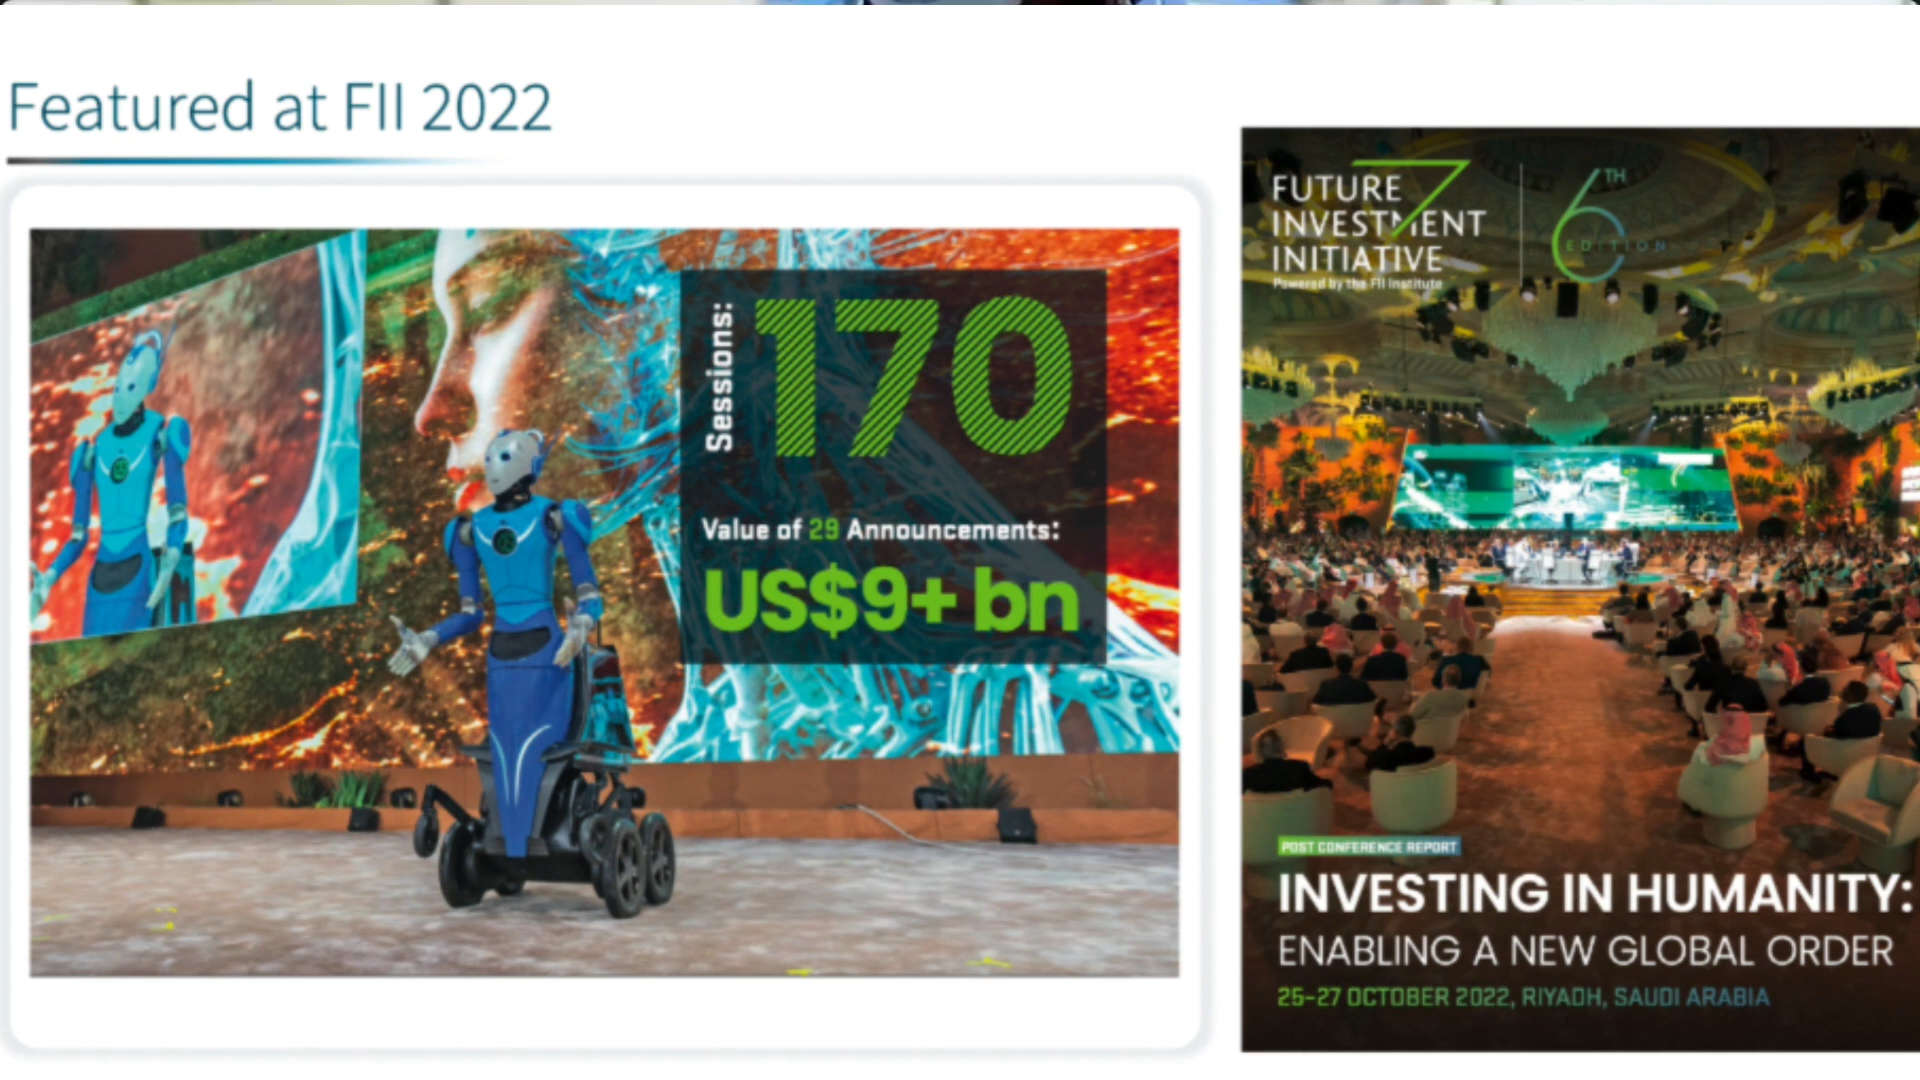 Featured at FII 2022
Sessions:
170
Value of 29 Announcements:
US$9+ bn
FUTURE
INVESTMENT
INITIATIVE
Powered by the FII Institute
6TH
EDITION
POST CONFERENCE REPORT
INVESTING IN HUMANITY:
ENABLING A NEW GLOBAL ORDER
25-27 OCTOBER 2022, RIYADH, SAUDI ARABIA